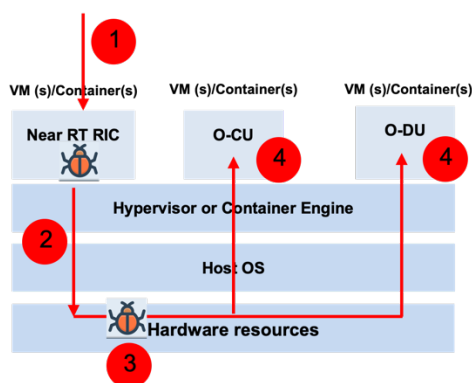 1
VM (s)/Container(s) VM (s)/Container(s) VM (s)/Container(s)
Near RT RIC O-CU O-DU
4 4
Hypervisor or Container Engine
2
Host OS
Hardware resources
3